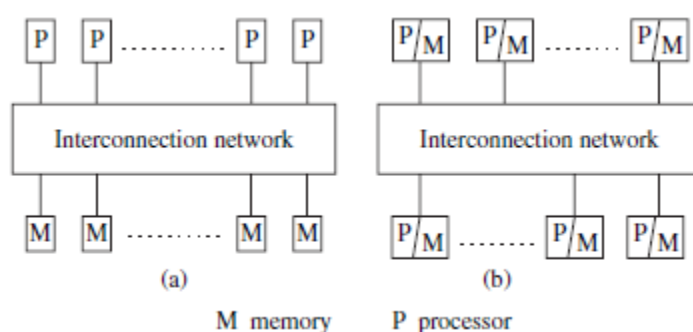 P P P P P/M P/M P/M
Interconnection network Interconnection network
M M M M P/M P/M P/M
(a) (b)
M memory P processor